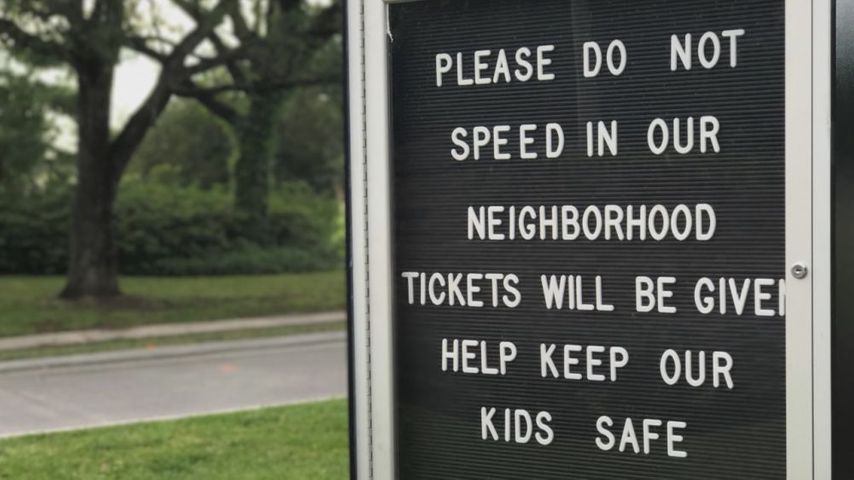 PLEASE DO NOT
SPEED IN OUR
NEIGHBORHOOD
TICKETS WILL BE GIVEN
HELP KEEP OUR
KIDS SAFE